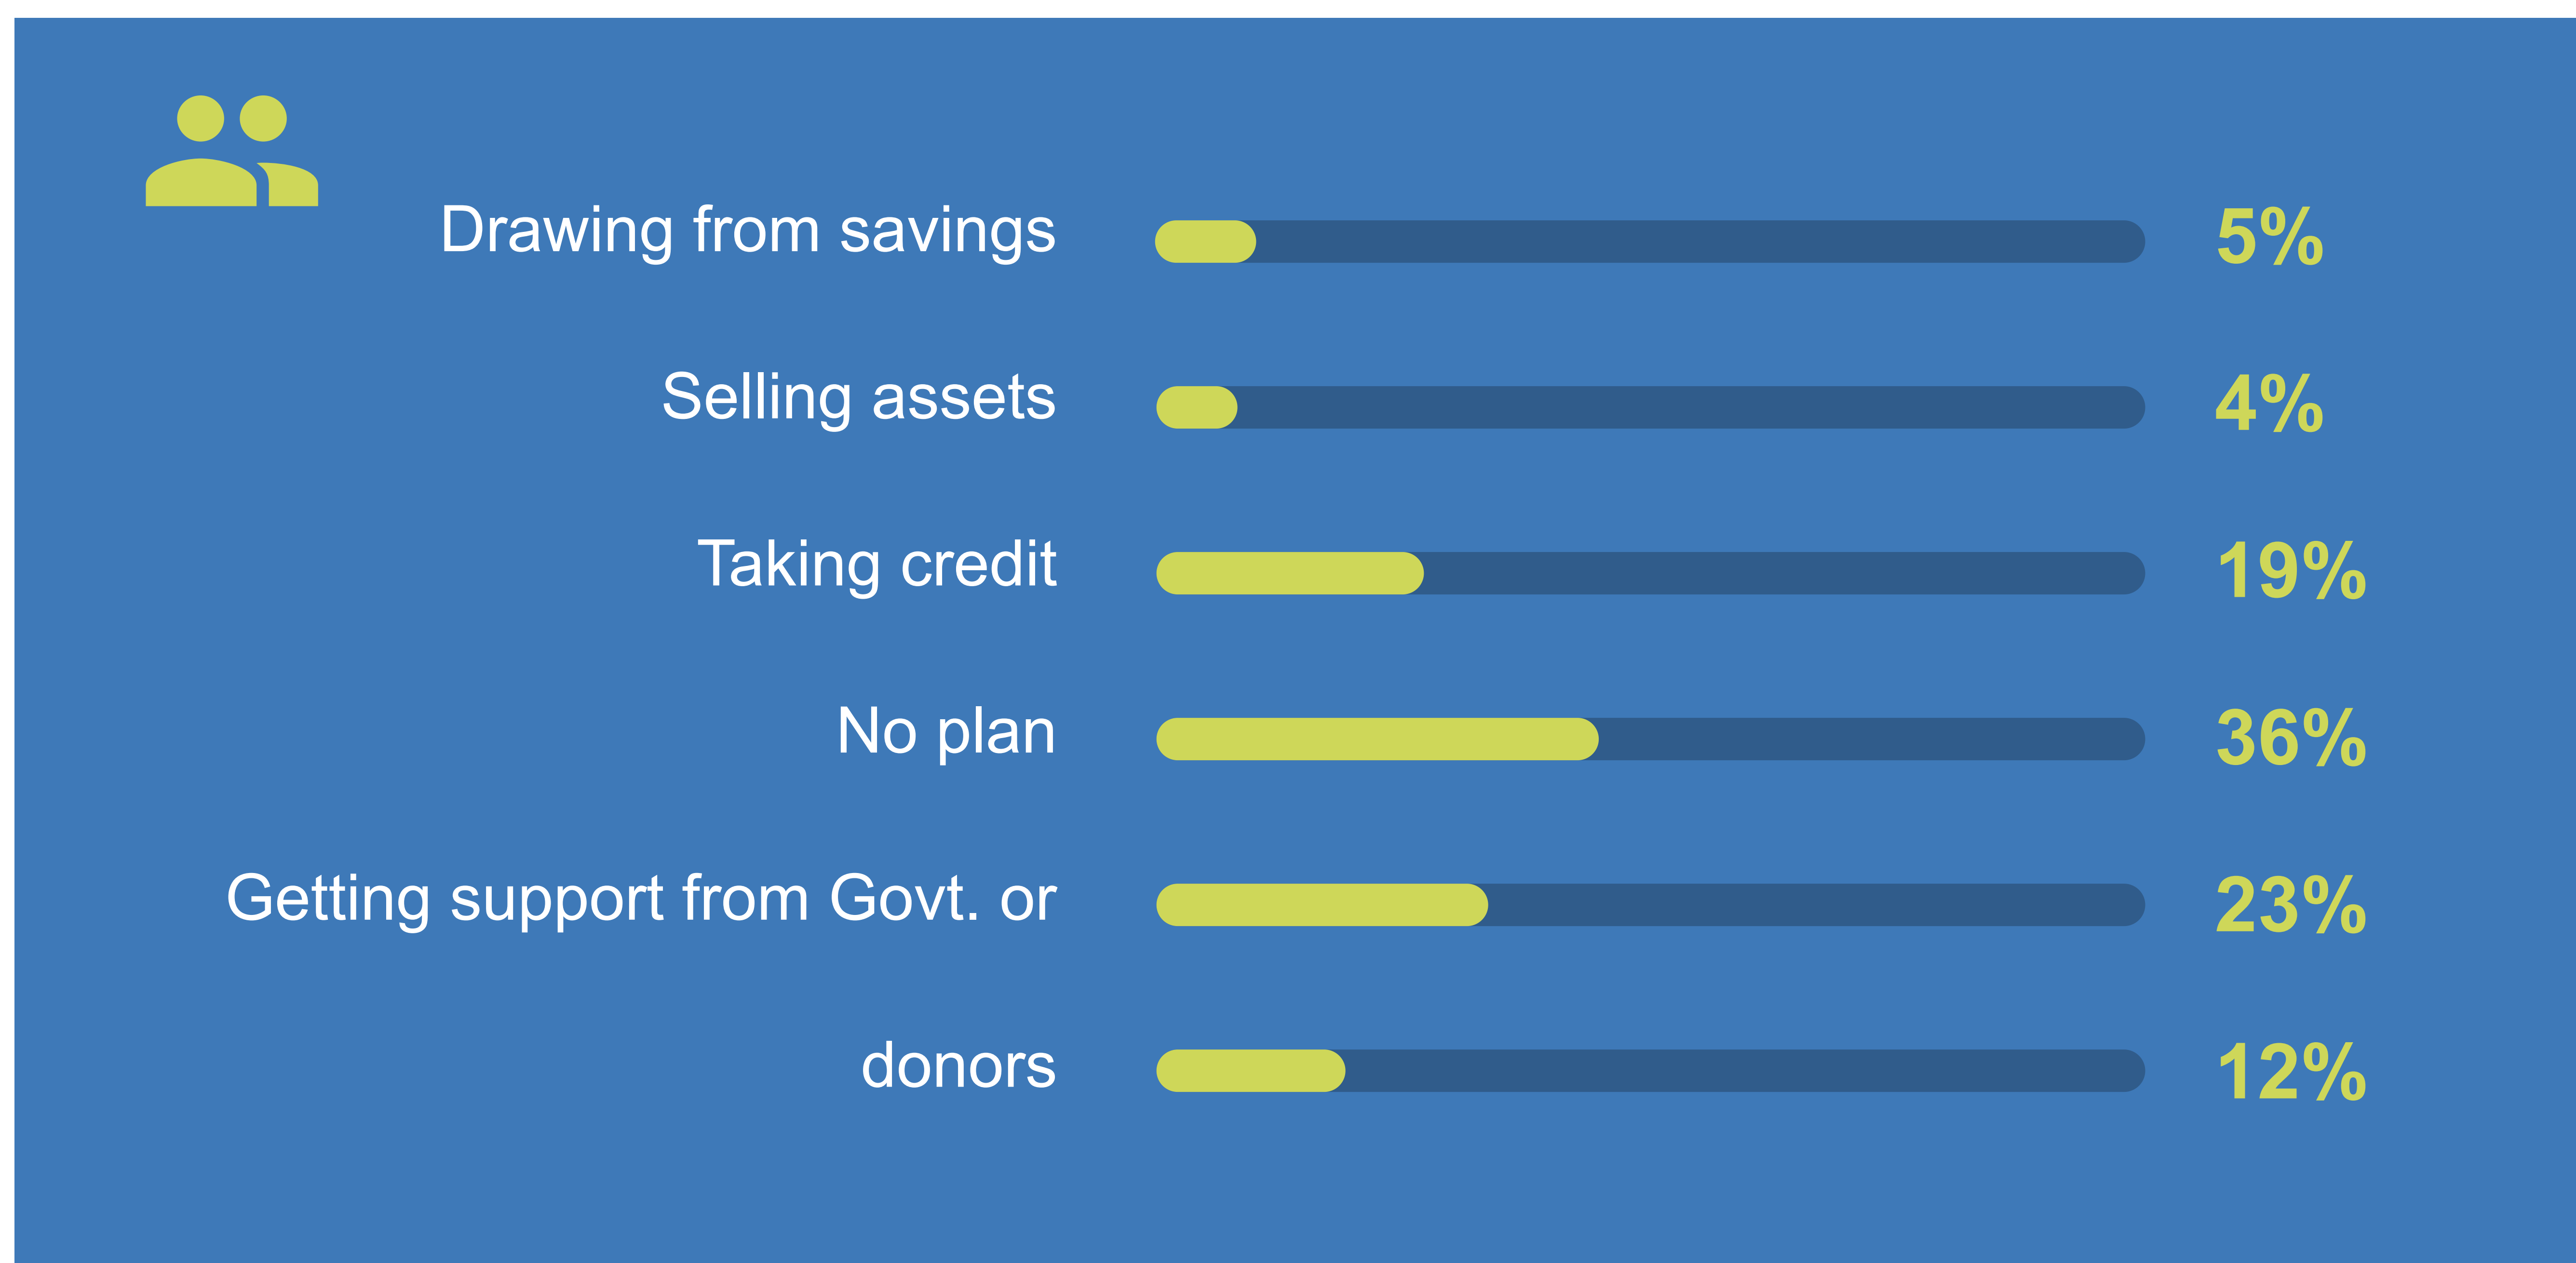 Drawing from savings 5%
Selling assets 4%
Taking credit 19%
No plan 36%
Getting support from Govt. or 23%
donors 12%